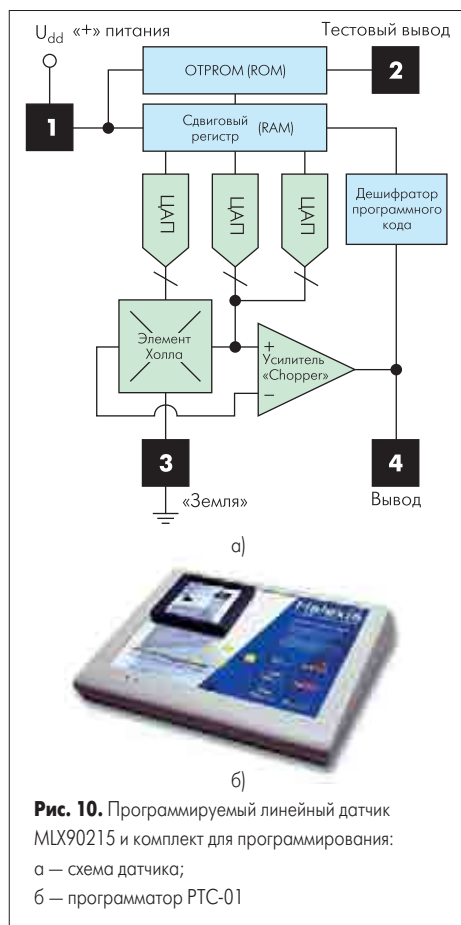 Udd «+» питания
Тестовый вывод
OTPROM (ROM)
1
2
Сдвиговый регистр (RAM)
ЦАП
ЦАП
ЦАП
Дешифратор
программного
кода
Элемент
Холла
+
Усилитель
«Chopper»
−
3
4
«Земля»
Вывод
а)
б)
Рис. 10. Программируемый линейный датчик
MLX90215 и комплект для программирования:
а — схема датчика;
б — программатор PTC-01